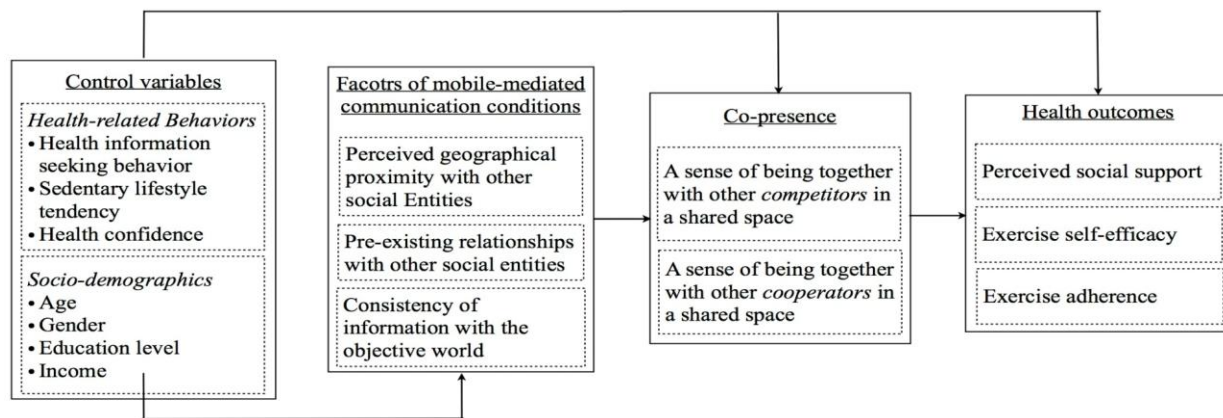 Control variables
Health-related Behaviors
• Health information
seeking behavior
• Sedentary lifestyle
tendency
• Health confidence
Socio-demographics
• Age
• Gender
• Education level
• Income
Facotrs of mobile-mediated
communication conditions
Perceived geographical
proximity with other
social Entities
Pre-existing relationships
with other social entities
Consistency of
information with the
objective world
Co-presence
A sense of being together
with other competitors in
a shared space
A sense of being together
with other cooperators in
a shared space
Health outcomes
Perceived social support
Exercise self-efficacy
Exercise adherence